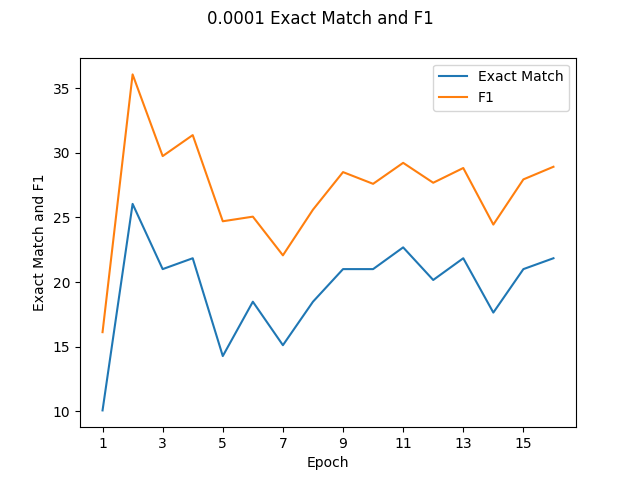 0.0001 Exact Match and F1
Exact Match
F1
Exact Match and F1
35
30
25
20
15
10
1 3 5 7 9 11 13 15
Epoch